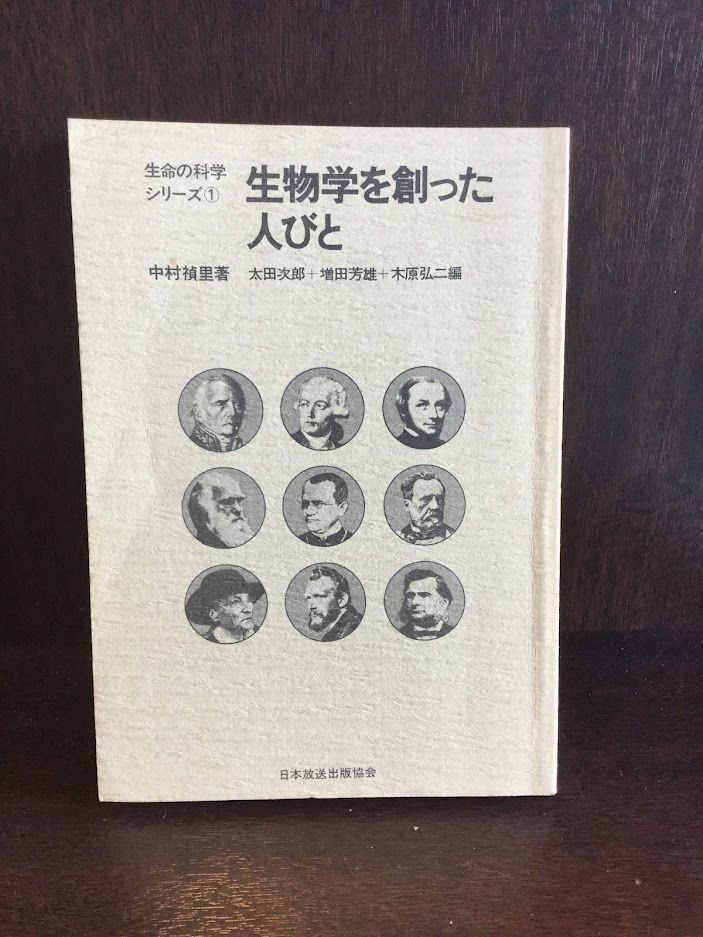 生命の科学
シリーズ①
生物学を創った
人びと
中村禎里著 太田次郎+増田芳雄+木原弘二編
日本放送出版協会